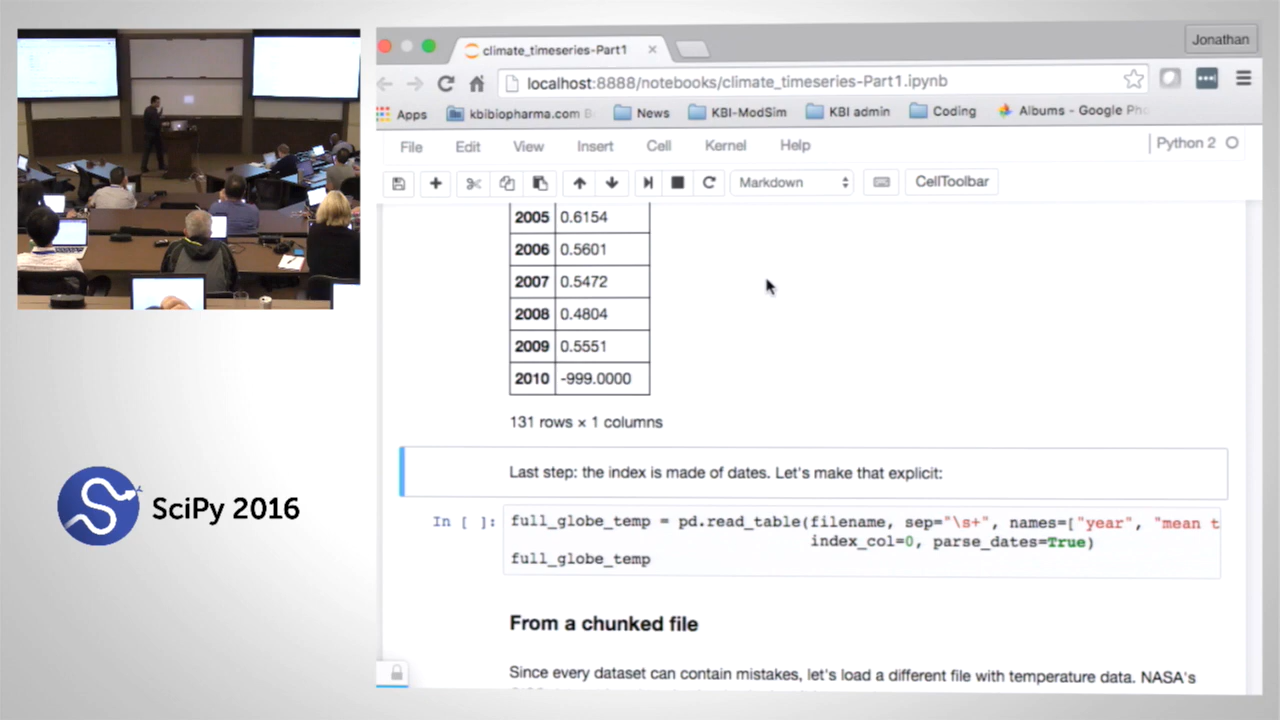 climate_timeseries-Part1
Jonathan
localhost:8888/notebooks/climate_timeseries-Part1.ipynb
Apps kbibiopharma.com News KBI-ModSim KBI admin Coding Albums - Google
File Edit View Insert Cell Kernel Help
Python 2
Markdown CellToolbar
2005 0.6154
2006 0.5601
2007 0.5472
2008 0.4804
2009 0.5551
2010 -999.0000
131 rows × 1 columns
Last step: the index is made of dates. Let's make that explicit:
In [ ]: full_globe_temp = pd.read_table(filename, sep="\s+", names=["year", "mean t
index_col=0, parse_dates=True)
full_globe_temp
From a chunked file
Since every dataset can contain mistakes, let's load a different file with temperature data. NASA's
SciPy 2016